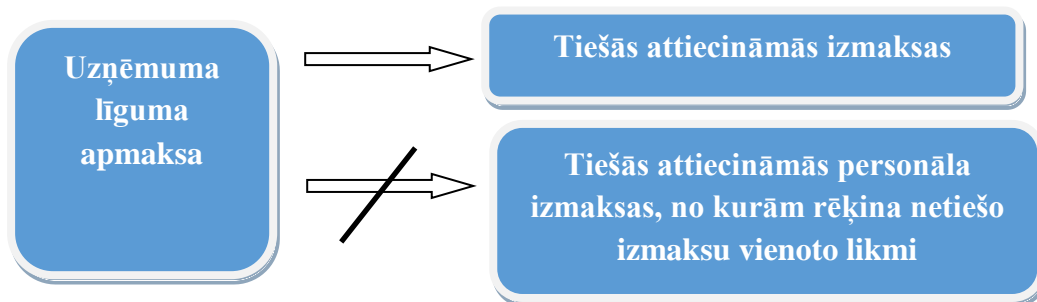 Uzņēmuma
līguma
apmaksa
Tiešās attiecināmās izmaksas
Tiešās attiecināmās personāla
izmaksas, no kurām rēķina netiešo
izmaksu vienoto likmi